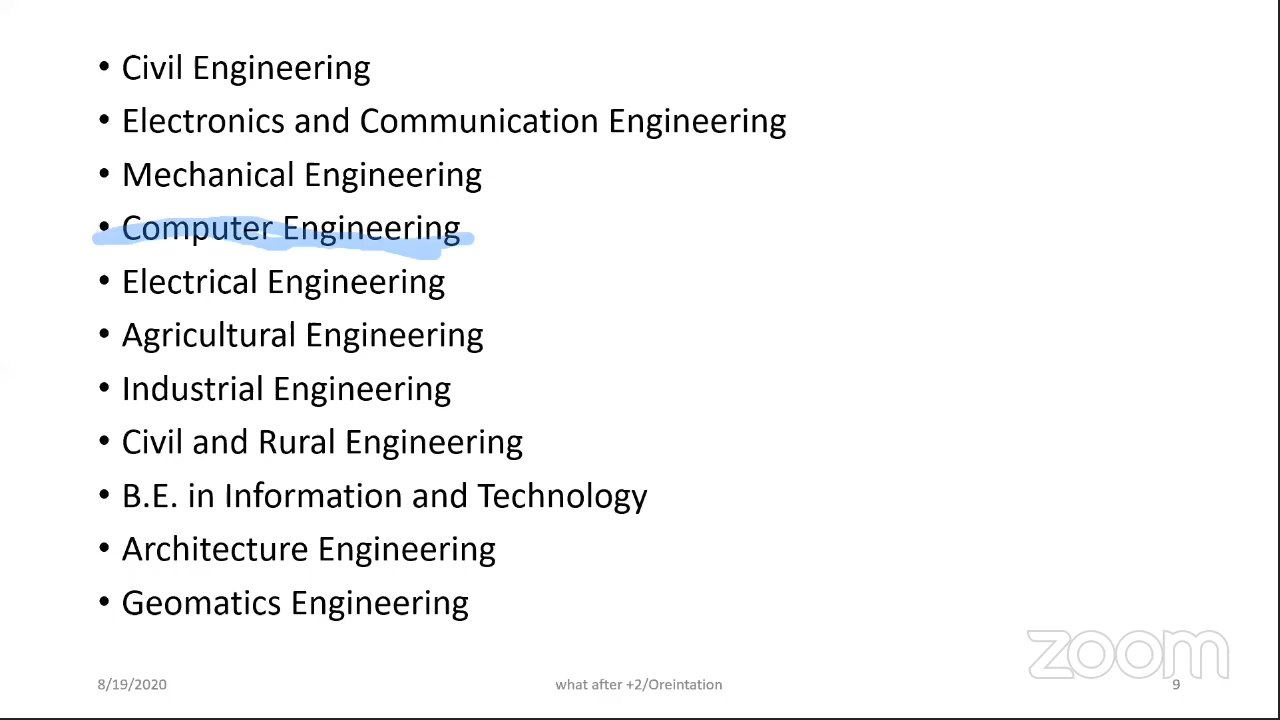 • Civil Engineering
• Electronics and Communication Engineering
• Mechanical Engineering
• Computer Engineering
• Electrical Engineering
• Agricultural Engineering
• Industrial Engineering
• Civil and Rural Engineering
• B.E. in Information and Technology
• Architecture Engineering
• Geomatics Engineering
zoom
8/19/2020 what after +2/Oreintation 9